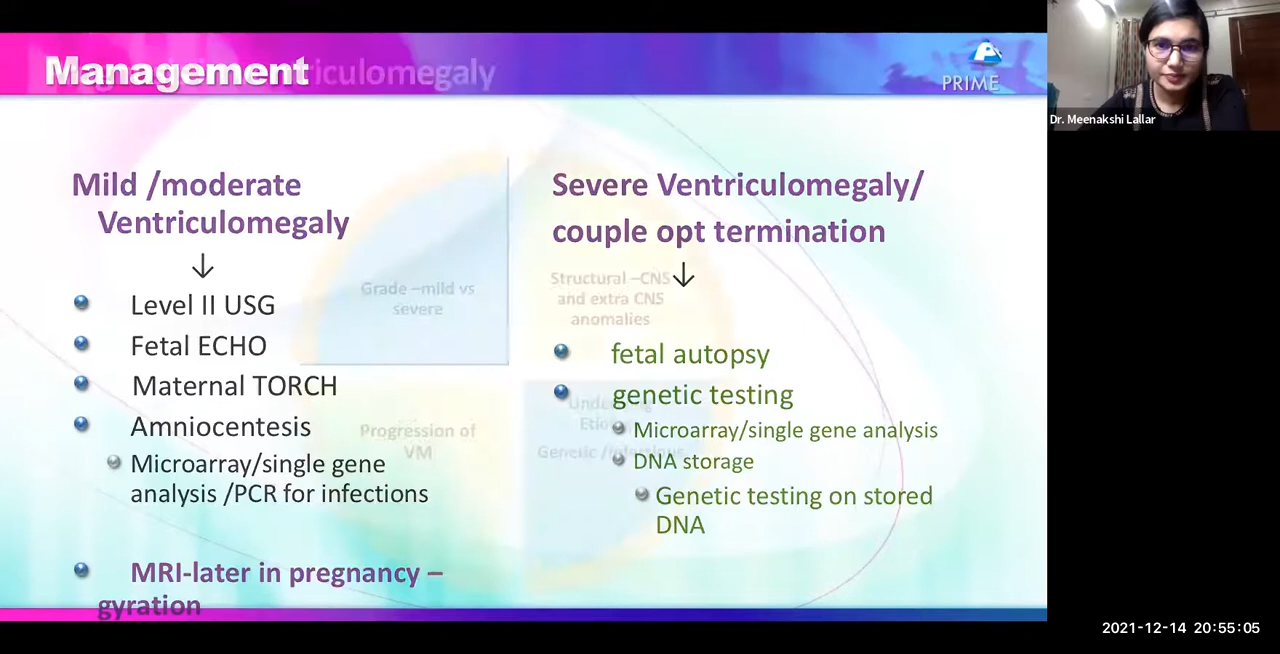 Management
riculomegaly
PRIME
Dr. Meenakshi Lallar
Mild /moderate
Ventriculomegaly
↓
Level II USG
Fetal ECHO
Maternal TORCH
Amniocentesis
Microarray/single gene
analysis /PCR for infections
MRI-later in pregnancy –
gyration
Grade –mild vs
severe
Progression of
VM
Severe Ventriculomegaly/
couple opt termination
↓
Structural –CNS
and extra CNS
anomalies
fetal autopsy
genetic testing
Microarray/single gene analysis
DNA storage
Genetic testing on stored
DNA
Genetic
2021-12-14 20:55:05